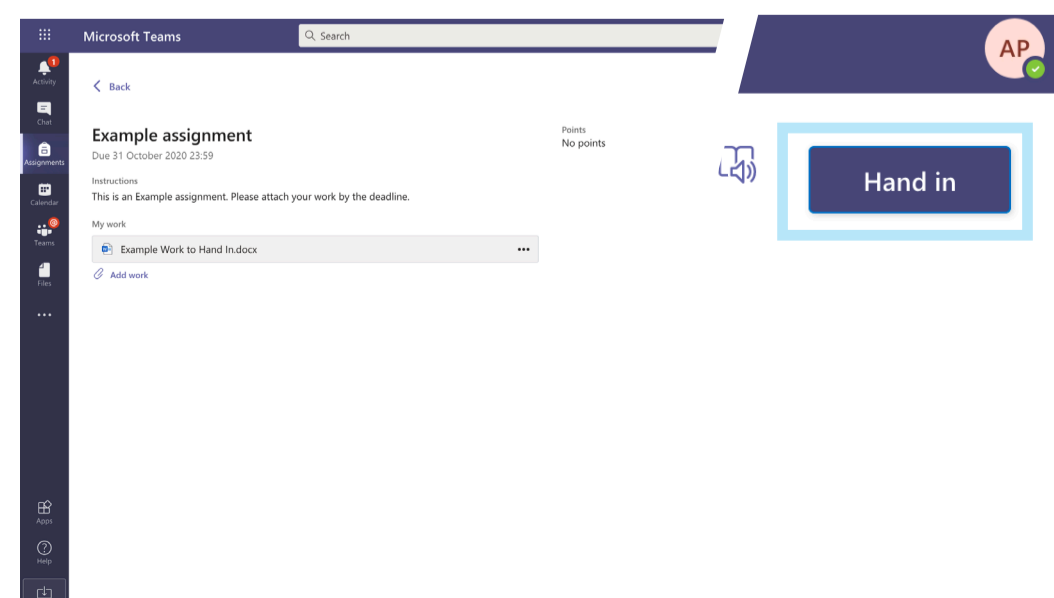 Microsoft Teams
Search
AP
1
Activity
Back
Chat
Example assignment
Points
Due 31 October 2020 23:59
No points
Assignments
Hand in
Instructions
This is an Example assignment. Please attach your work by the deadline.
Calendar
My work
@
Teams
Example Work to Hand In.docx
Add work
Files
Apps
Help